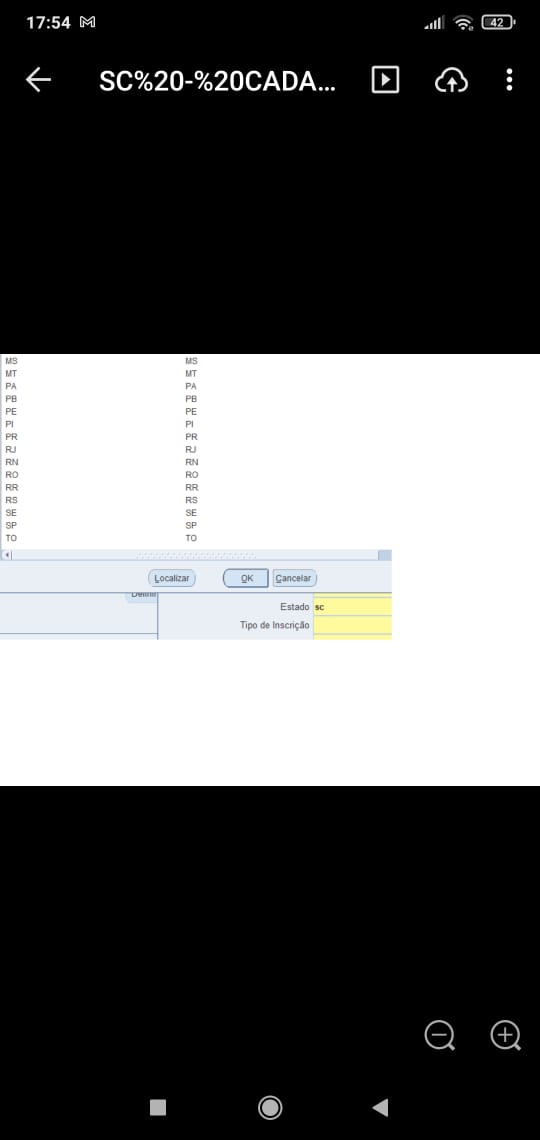 17:54
42
SC%20-%20CADA...
MS MS
MT MT
PA PA
PB PB
PE PE
PI PI
PR PR
RJ RJ
RN RN
RO RO
RR RR
RS RS
SE SE
SP SP
TO TO
Localizar OK Cancelar
Definir
Estado sc
Tipo de Inscrição